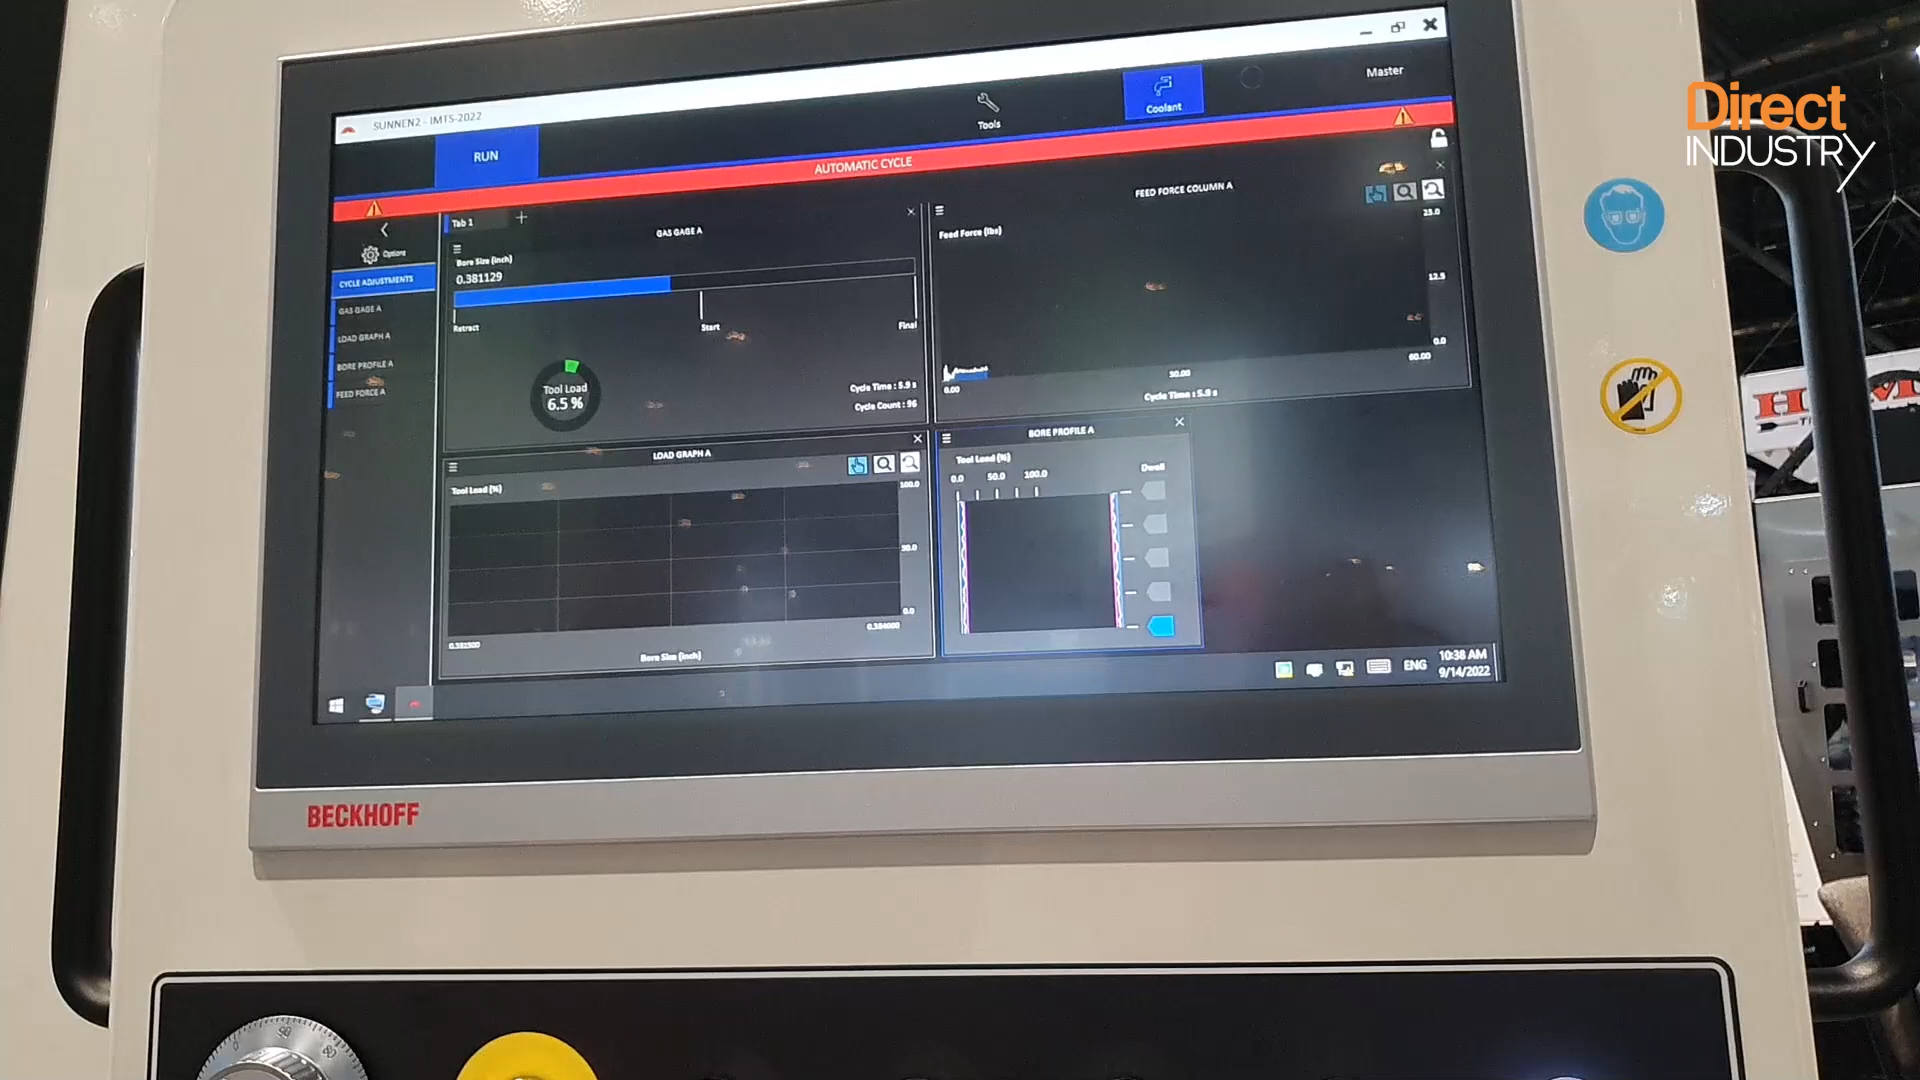 Direct
INDUSTRY
SUNNEN2 - IMTS-2022
RUN
Tools
Coolant
Master
AUTOMATIC CYCLE
Options
CYCLE ADJUSTMENTS
GAS GAGE A
LOAD GRAPH A
BORE PROFILE A
FEED FORCE A
Tab 1
+
GAS GAGE A
Bore Size (inch)
0.381129
Retract
Start
Final
Tool Load
6.5 %
Cycle Time : 5.9 s
Cycle Count : 96
FEED FORCE COLUMN A
Feed Force (lbs)
25.0
12.5
0.0
0.00
30.00
60.00
Cycle Time : 5.9 s
LOAD GRAPH A
Tool Load (%)
100.0
50.0
0.0
0.384000
Bore Size (inch)
BORE PROFILE A
Tool Load (%)
0.0 50.0 100.0
Dwell
ENG
10:38 AM
9/14/2022
BECKHOFF
0
90
80